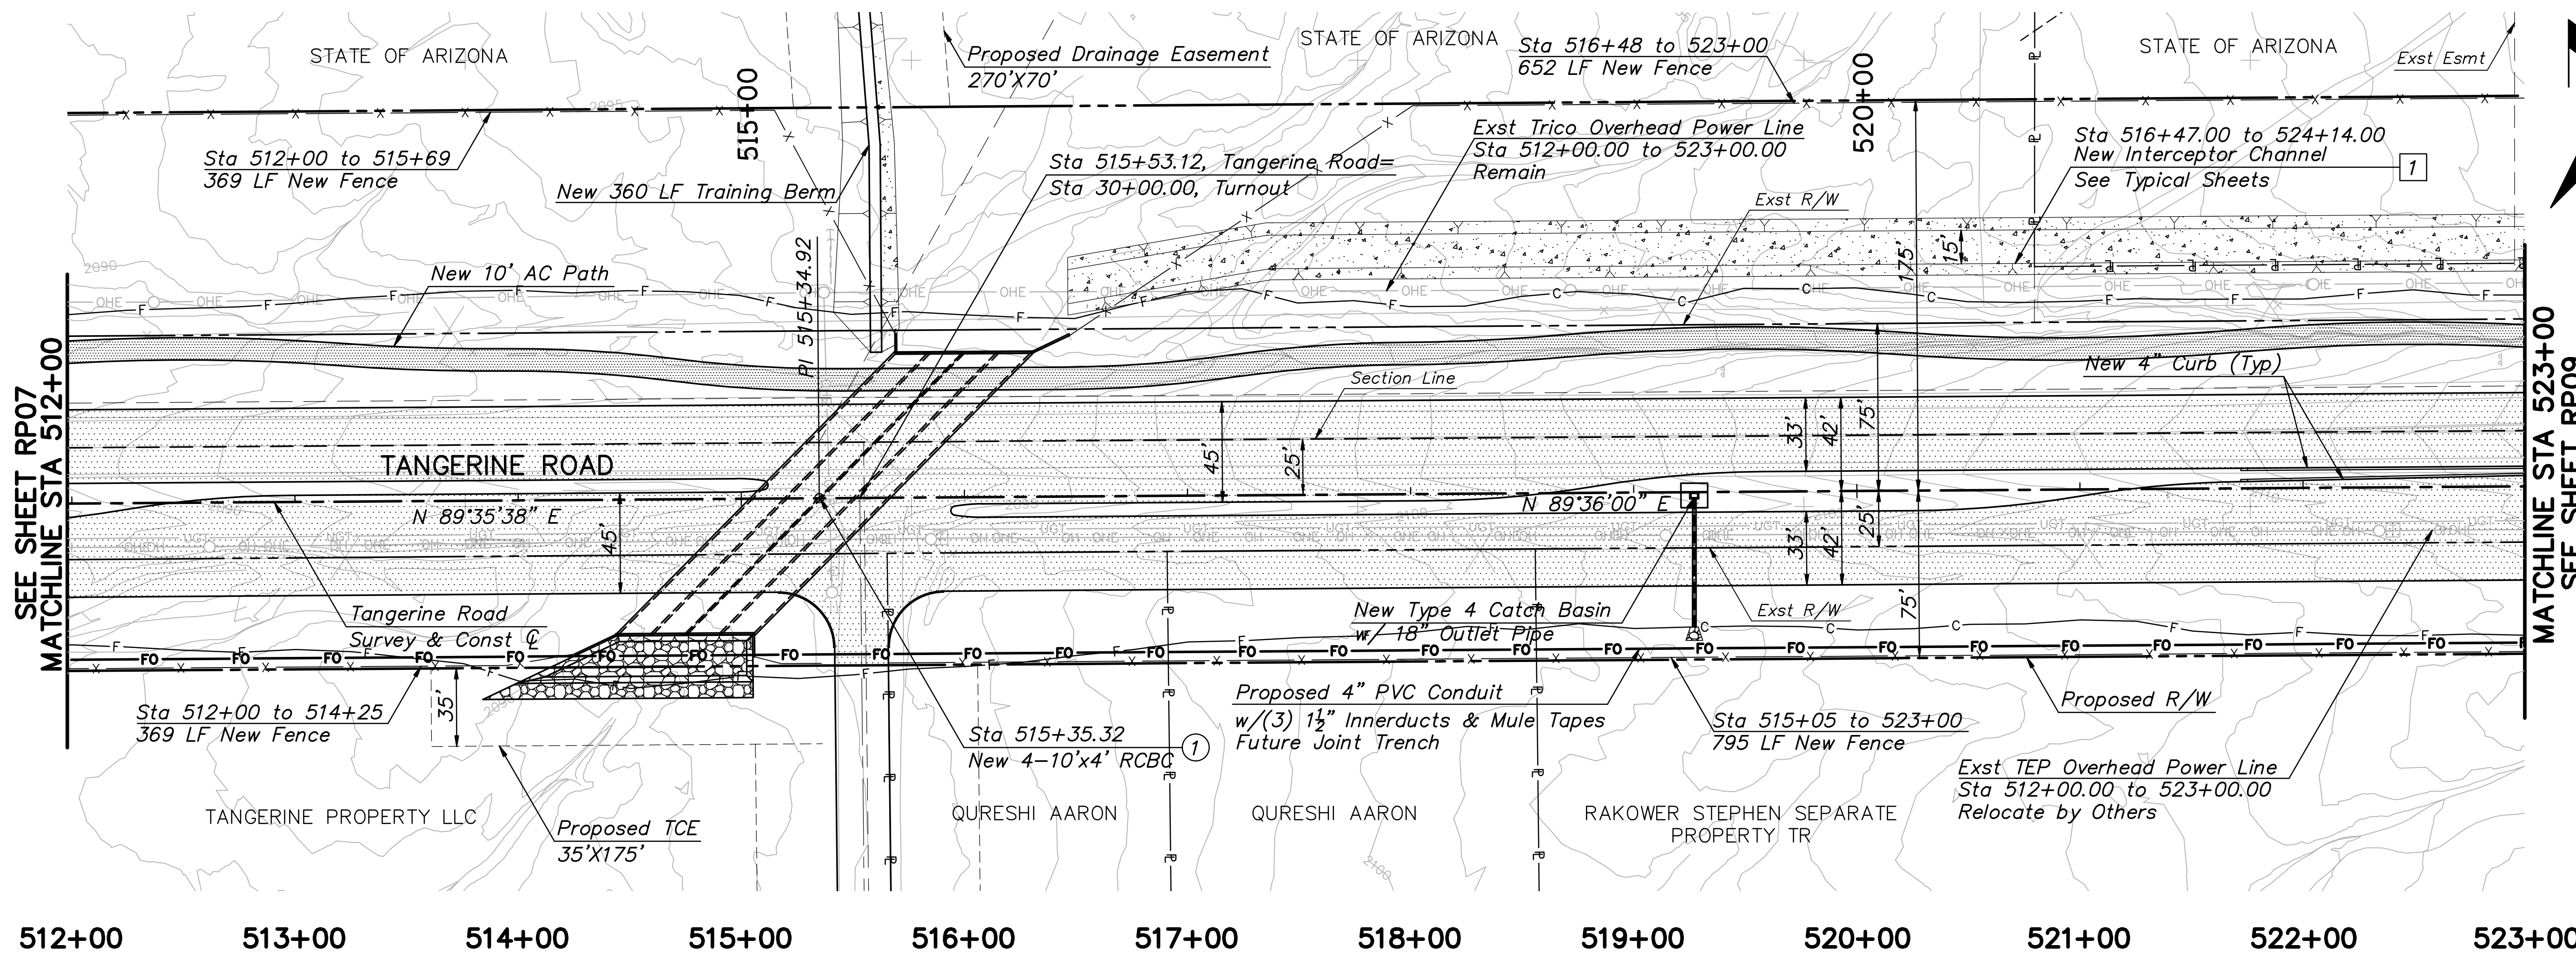 STATE OF ARIZONA
STATE OF ARIZONA
STATE OF ARIZONA
Proposed Drainage Easement
270'X70'
Sta 516+48 to 523+00
652 LF New Fence
Exst Esmt
515+00
520+00
2095
Sta 512+00 to 515+69
369 LF New Fence
New 360 LF Training Berm
Sta 515+53.12, Tangerine Road=
Sta 30+00.00, Turnout
Exst Trico Overhead Power Line
Sta 512+00.00 to 523+00.00
Remain
Sta 516+47.00 to 524+14.00
New Interceptor Channel
See Typical Sheets
1
Exst R/W
175'
15'
PI 515+34.92
2090
New 10' AC Path
SEE SHEET RP07
MATCHLINE STA 512+00
MATCHLINE STA 523+00
SEE SHEET RP09
New 4" Curb (Typ)
Section Line
TANGERINE ROAD
45'
25'
33'
42'
75'
N 89°35'38" E
N 89°36'00" E
2090
2095
2100
2110
45'
33'
42'
25'
75'
Tangerine Road
Survey & Const ℄
New Type 4 Catch Basin
w/ 18" Outlet Pipe
Exst R/W
35'
2090
Sta 512+00 to 514+25
369 LF New Fence
Proposed 4" PVC Conduit
w/(3) 1½" Innerducts & Mule Tapes
Future Joint Trench
Sta 515+05 to 523+00
795 LF New Fence
Proposed R/W
Sta 515+35.32
New 4-10'x4' RCBC
1
Exst TEP Overhead Power Line
Sta 512+00.00 to 523+00.00
Relocate by Others
TANGERINE PROPERTY LLC
Proposed TCE
35'X175'
QURESHI AARON
QURESHI AARON
RAKOWER STEPHEN SEPARATE
PROPERTY TR
2100
512+00 513+00 514+00 515+00 516+00 517+00 518+00 519+00 520+00 521+00 522+00 523+00